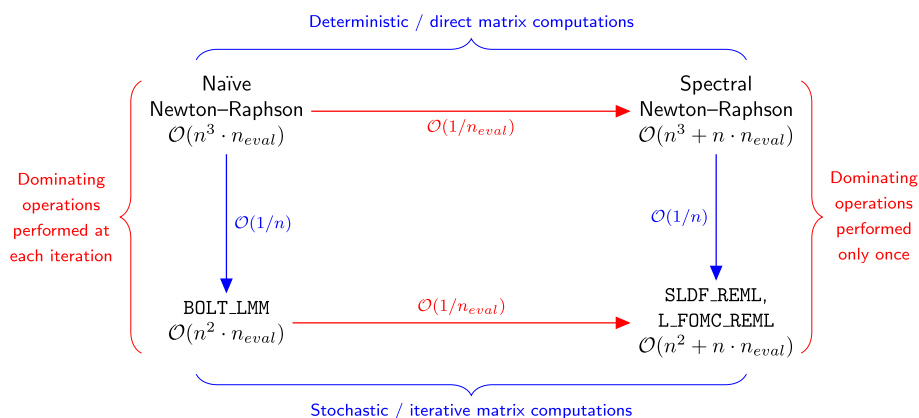 Deterministic / direct matrix computations
Naïve
Newton–Raphson
𝒪(n³ · n_eval)
Spectral
Newton–Raphson
𝒪(n³ + n · n_eval)
𝒪(1/n_eval)
Dominating
operations
performed at
each iteration
𝒪(1/n)
𝒪(1/n)
Dominating
operations
performed
only once
BOLT_LMM
𝒪(n² · n_eval)
𝒪(1/n_eval)
SLDF_REML,
L_FOMC_REML
𝒪(n² + n · n_eval)
Stochastic / iterative matrix computations